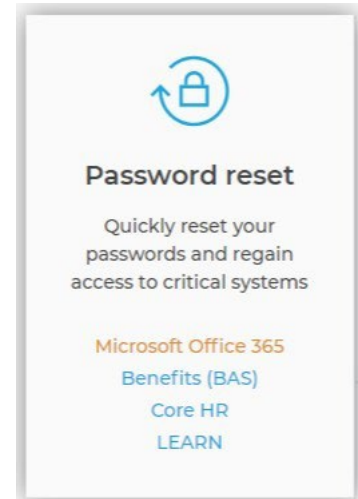 Password reset
Quickly reset your
passwords and regain
access to critical systems
Microsoft Office 365
Benefits (BAS)
Core HR
LEARN